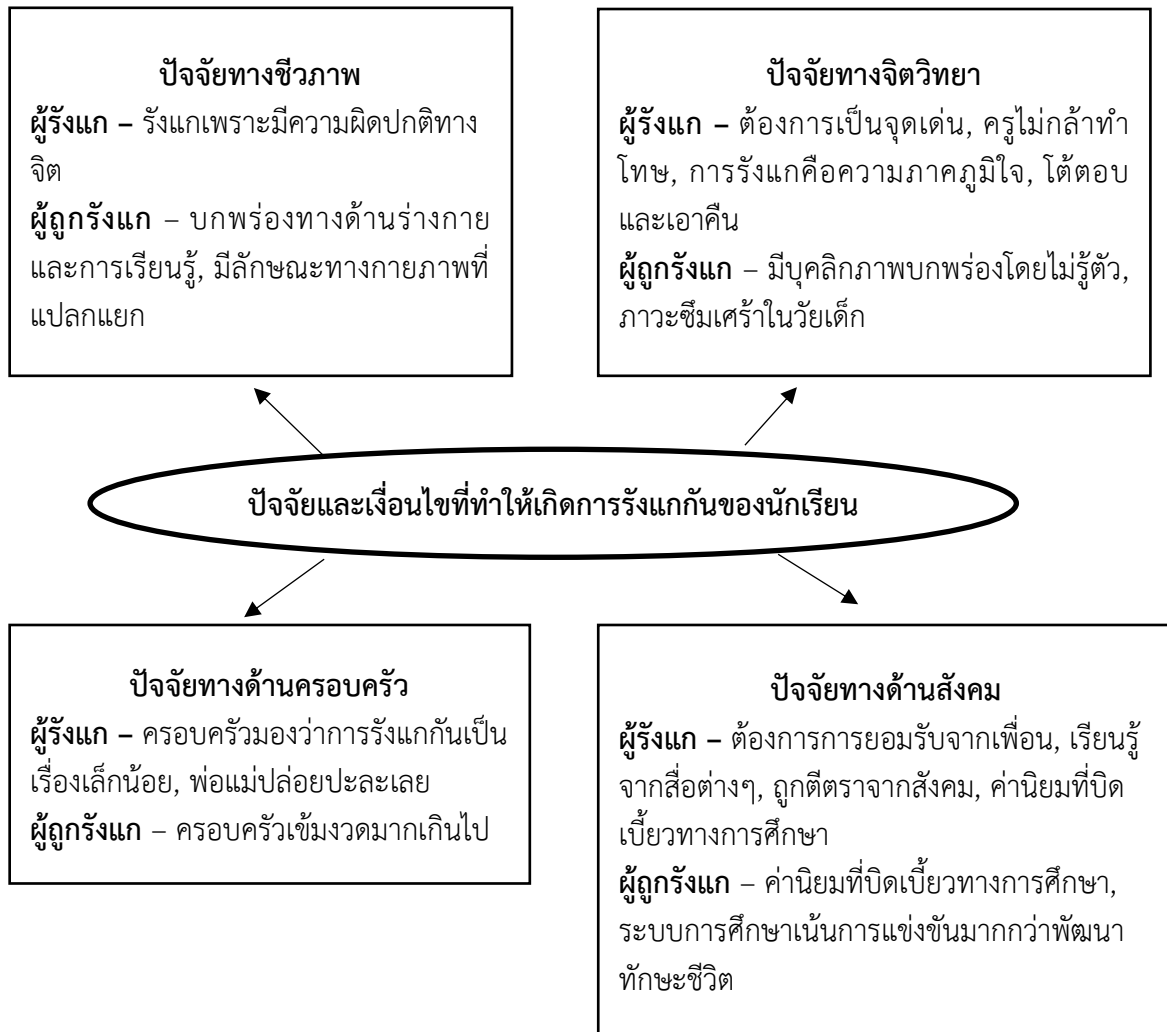 ปัจจัยทางชีวภาพ
ผู้รังแก – รังแกเพราะมีความผิดปกติทาง
จิต
ผู้ถูกรังแก – บกพร่องทางด้านร่างกาย
และการเรียนรู้, มีลักษณะทางกายภาพที่
แปลกแยก
ปัจจัยทางจิตวิทยา
ผู้รังแก – ต้องการเป็นจุดเด่น, ครูไม่กล้าทำ
โทษ, การรังแกคือความภาคภูมิใจ, โต้ตอบ
และเอาคืน
ผู้ถูกรังแก – มีบุคลิกภาพบกพร่องโดยไม่รู้ตัว,
ภาวะซึมเศร้าในวัยเด็ก
ปัจจัยและเงื่อนไขที่ทำให้เกิดการรังแกกันของนักเรียน
ปัจจัยทางด้านครอบครัว
ผู้รังแก – ครอบครัวมองว่าการรังแกกันเป็น
เรื่องเล็กน้อย, พ่อแม่ปล่อยปะละเลย
ผู้ถูกรังแก – ครอบครัวเข้มงวดมากเกินไป
ปัจจัยทางด้านสังคม
ผู้รังแก – ต้องการการยอมรับจากเพื่อน, เรียนรู้
จากสื่อต่างๆ, ถูกตีตราจากสังคม, ค่านิยมที่บิด
เบี้ยวทางการศึกษา
ผู้ถูกรังแก – ค่านิยมที่บิดเบี้ยวทางการศึกษา,
ระบบการศึกษาเน้นการแข่งขันมากกว่าพัฒนา
ทักษะชีวิต